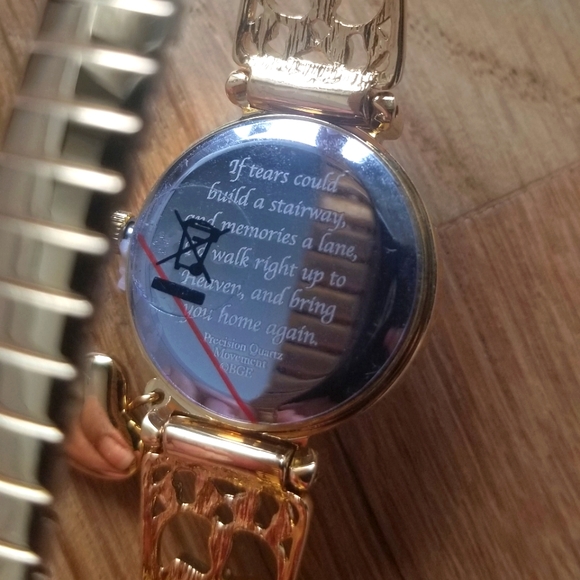 If tears could
build a stairway,
and memories a lane,
walk right up to
Heaven, and bring
you home again.
Precision Quartz
Movement